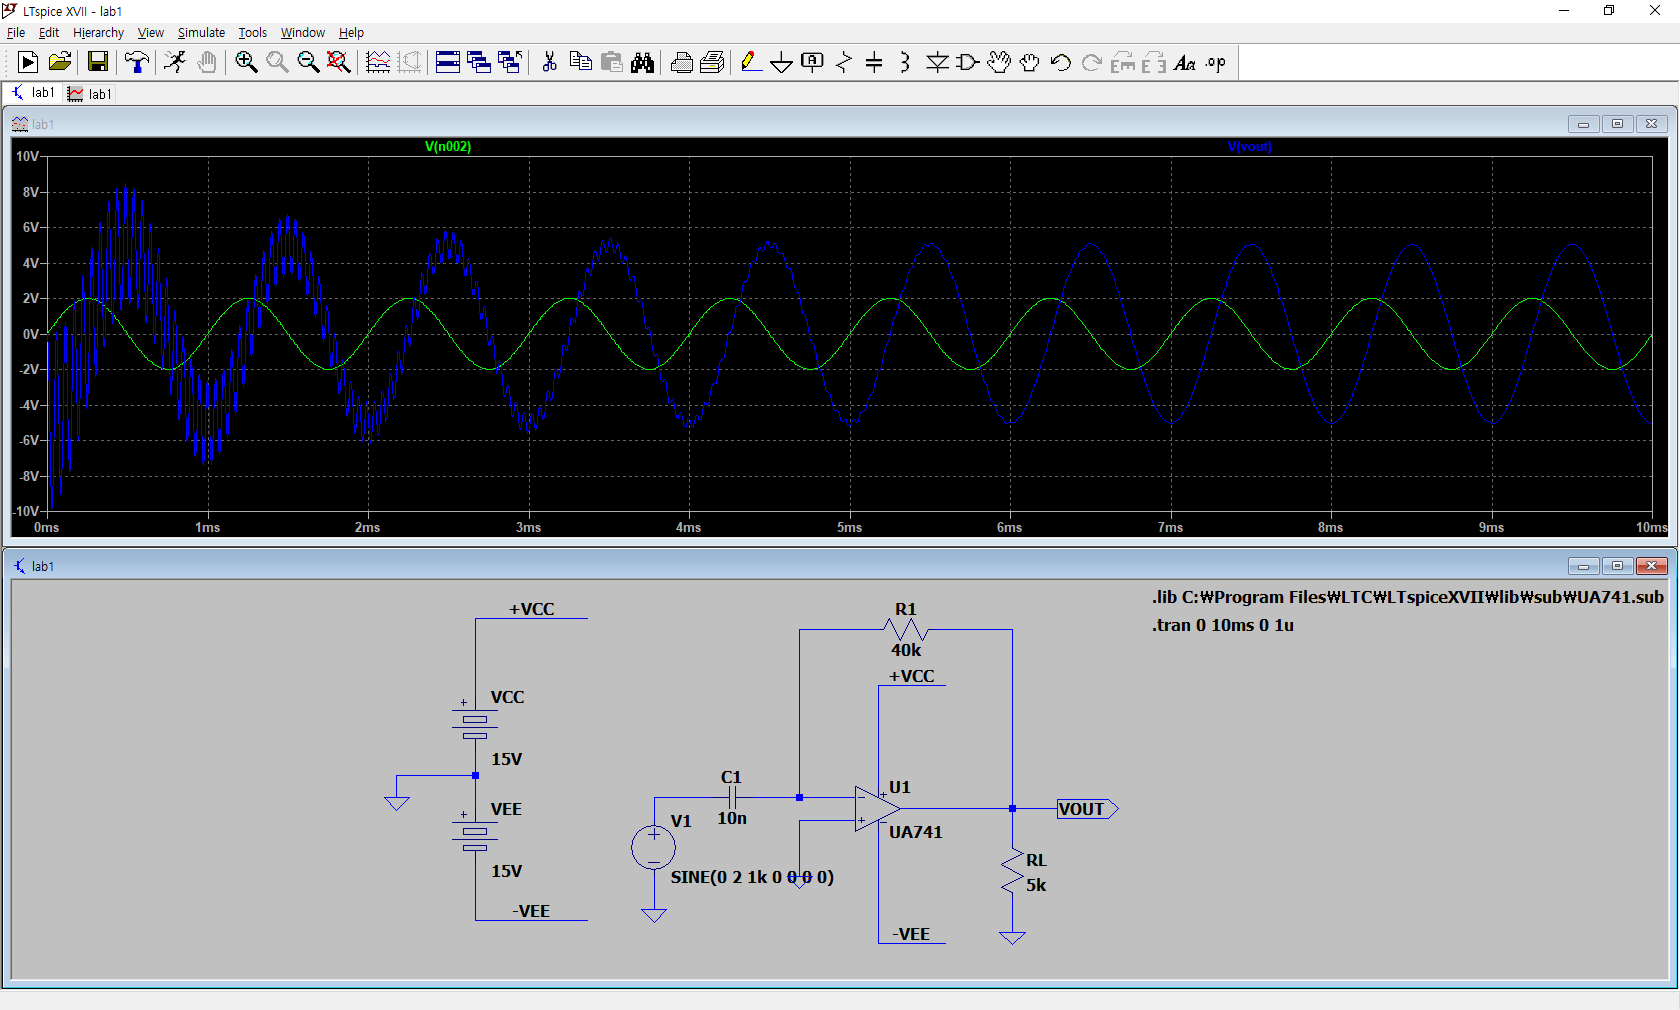 LTspice XVII - lab1
File Edit Hierarchy View Simulate Tools Window Help
A Aa .op
lab1 lab1
lab1
V(n002) V(vout)
10V
8V
6V
4V
2V
0V
-2V
-4V
-6V
-8V
-10V
0ms 1ms 2ms 3ms 4ms 5ms 6ms 7ms 8ms 9ms 10ms
lab1
.lib C:₩Program Files₩LTC₩LTspiceXVII₩lib₩sub₩UA741.sub
.tran 0 10ms 0 1u
+VCC
VCC
15V
VEE
15V
-VEE
R1
40k
+VCC
C1
10n
V1
SINE(0 2 1k 0 0 0 0)
U1
UA741
-VEE
VOUT
RL
5k